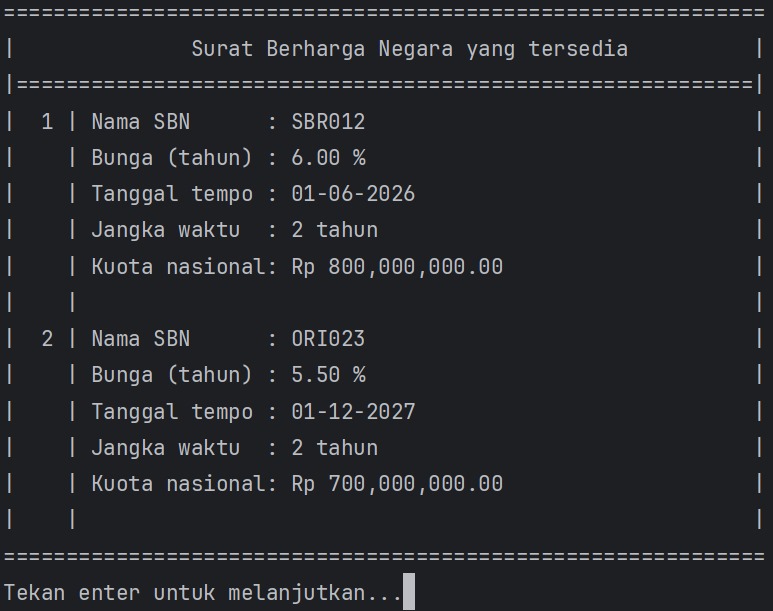 =============================================================
|              Surat Berharga Negara yang tersedia          |
|===========================================================|
|  1 | Nama SBN      : SBR012                               |
|    | Bunga (tahun) : 6.00 %                               |
|    | Tanggal tempo : 01-06-2026                           |
|    | Jangka waktu  : 2 tahun                              |
|    | Kuota nasional: Rp 800,000,000.00                    |
|    |                                                      |
|  2 | Nama SBN      : ORI023                               |
|    | Bunga (tahun) : 5.50 %                               |
|    | Tanggal tempo : 01-12-2027                           |
|    | Jangka waktu  : 2 tahun                              |
|    | Kuota nasional: Rp 700,000,000.00                    |
|    |                                                      |
=============================================================
Tekan enter untuk melanjutkan...